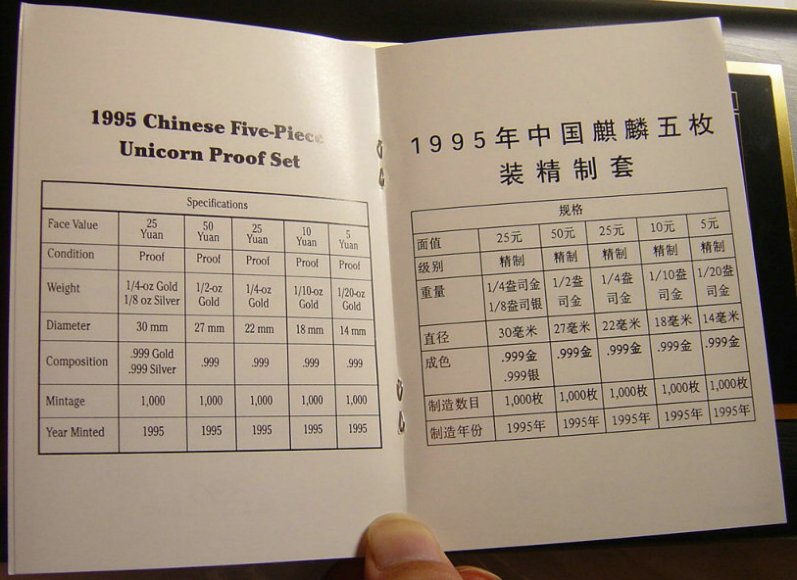 1995 Chinese Five-Piece
Unicorn Proof Set
Specifications
Face Value 25 Yuan 50 Yuan 25 Yuan 10 Yuan 5 Yuan
Condition Proof Proof Proof Proof Proof
Weight 1/4-oz Gold 1/8 oz Silver 1/2-oz Gold 1/4-oz Gold 1/10-oz Gold 1/20-oz Gold
Diameter 30 mm 27 mm 22 mm 18 mm 14 mm
Composition .999 Gold .999 Silver .999 .999 .999 .999
Mintage 1,000 1,000 1,000 1,000 1,000
Year Minted 1995 1995 1995 1995 1995
1995年中国麒麟五枚
装精制套
规格
面值 25元 50元 25元 10元 5元
级别 精制 精制 精制 精制 精制
重量 1/4盎司金 1/8盎司银 1/2盎司金 1/4盎司金 1/10盎司金 1/20盎司金
直径 30毫米 27毫米 22毫米 18毫米 14毫米
成色 .999金 .999银 .999金 .999金 .999金 .999金
制造数目 1,000枚 1,000枚 1,000枚 1,000枚 1,000枚
制造年份 1995年 1995年 1995年 1995年 1995年